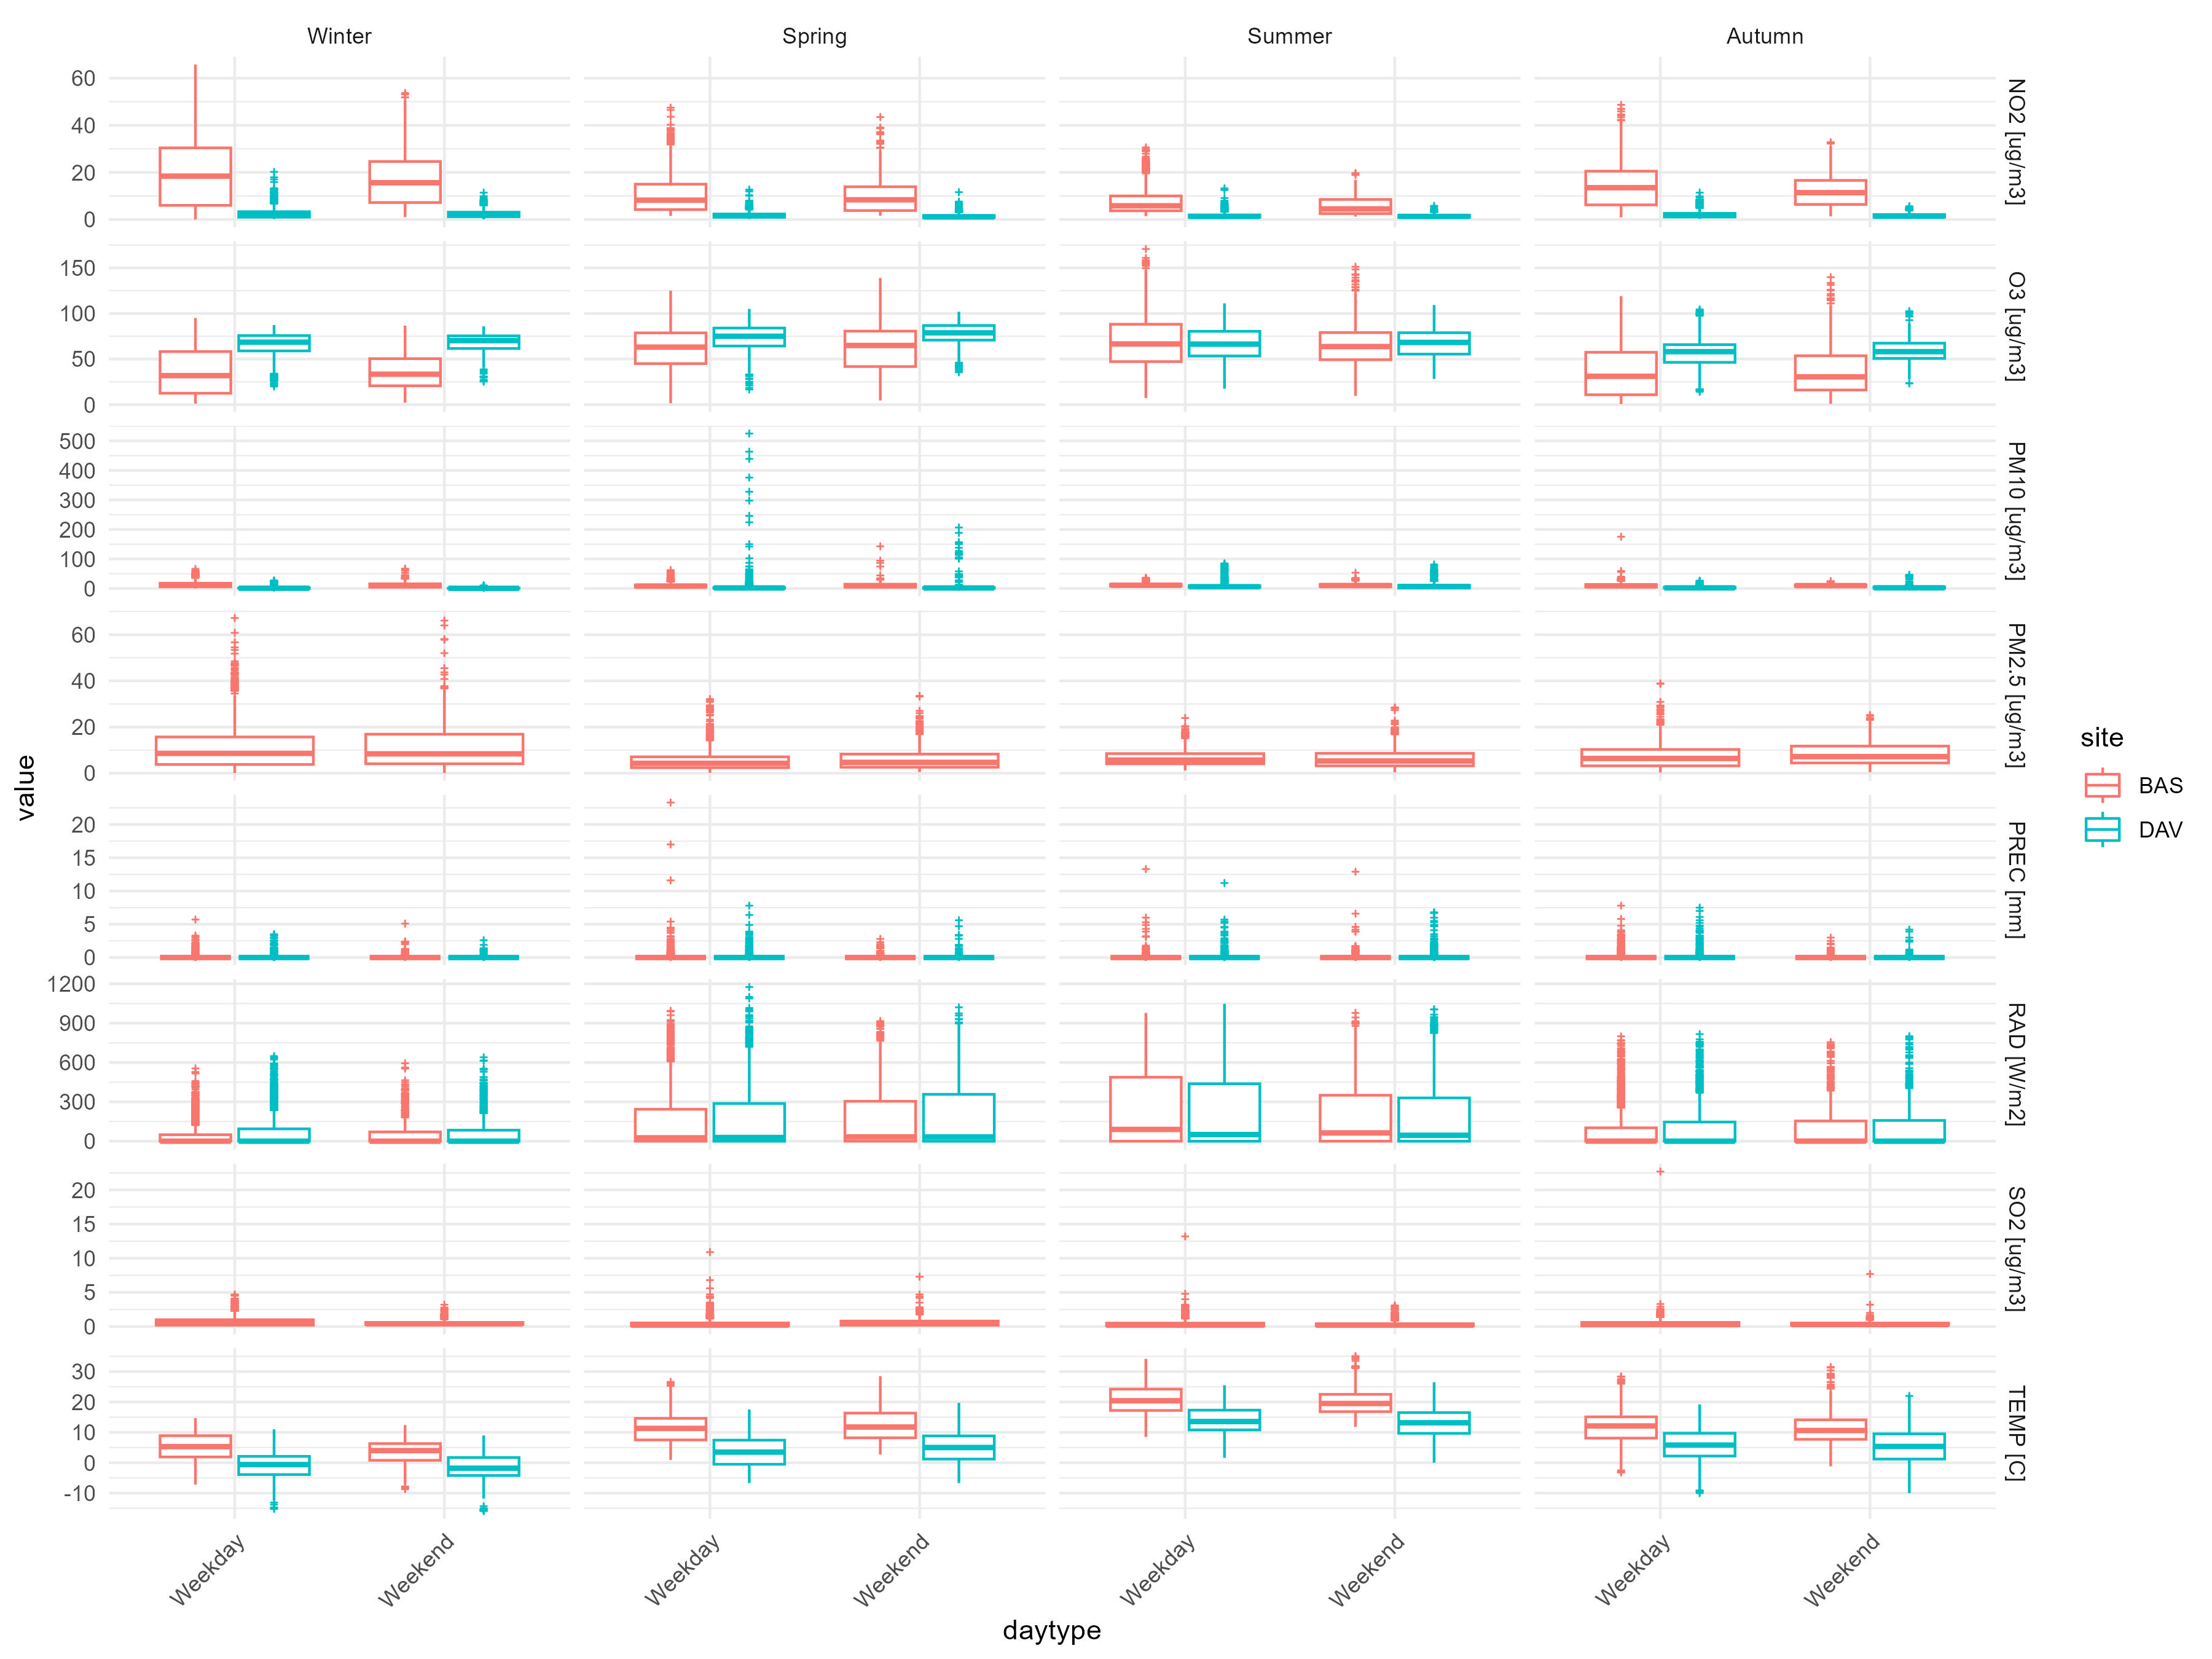 Winter Spring Summer Autumn
60
40
20
0
NO2 [ug/m3]
150
100
50
0
O3 [ug/m3]
500
400
300
200
100
0
PM10 [ug/m3]
60
40
20
0
PM2.5 [ug/m3]
20
15
10
5
0
PREC [mm]
1200
900
600
300
0
RAD [W/m2]
20
15
10
5
0
SO2 [ug/m3]
30
20
10
0
-10
TEMP [C]
value
Weekday Weekend Weekday Weekend Weekday Weekend Weekday Weekend
daytype
site
BAS
DAV